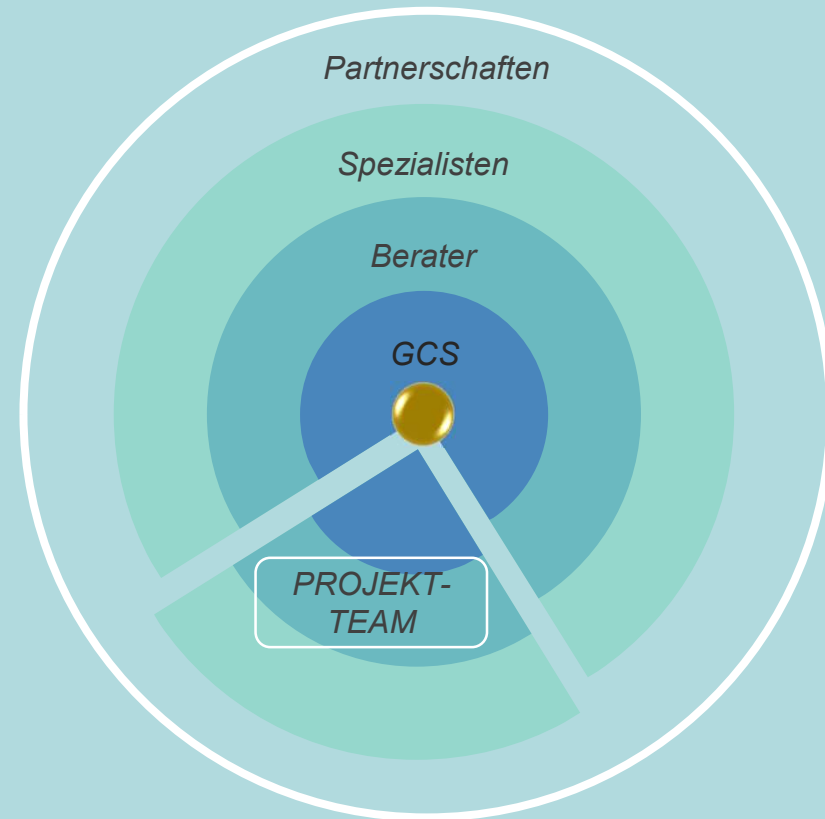 Partnerschaften
Spezialisten
Berater
GCS
PROJEKT-
TEAM